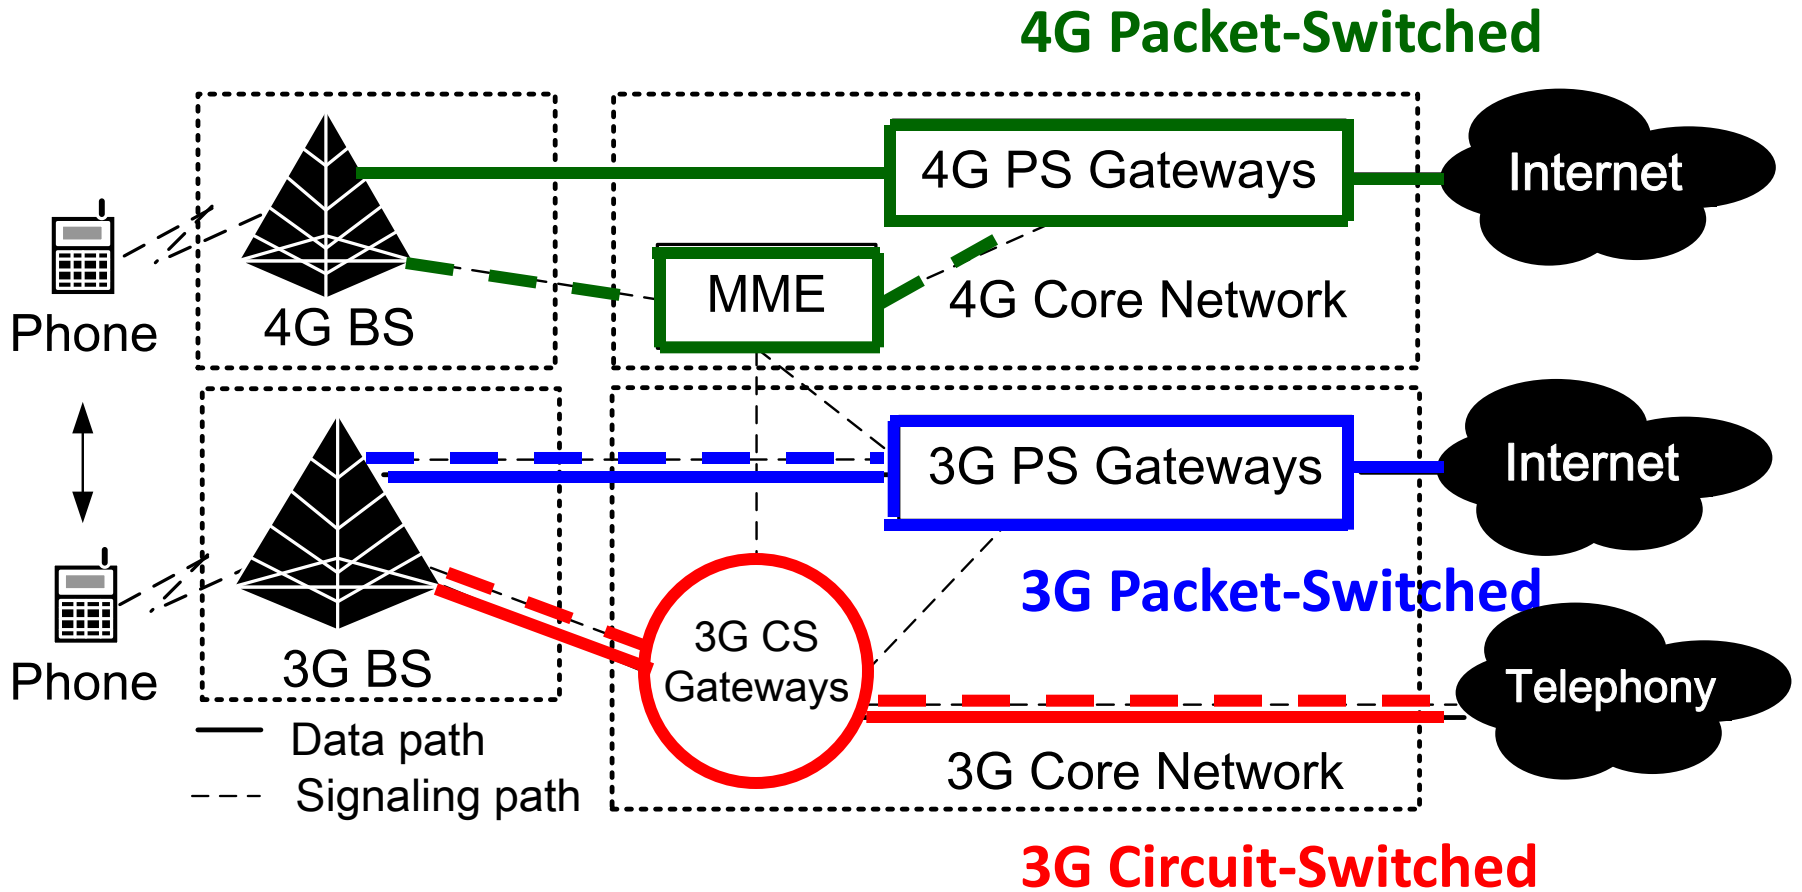 4G Packet-Switched
4G PS Gateways
Internet
MME
4G Core Network
Phone
4G BS
3G PS Gateways
Internet
3G Packet-Switched
3G CS
Gateways
Telephony
Phone
3G BS
Data path
3G Core Network
Signaling path
3G Circuit-Switched